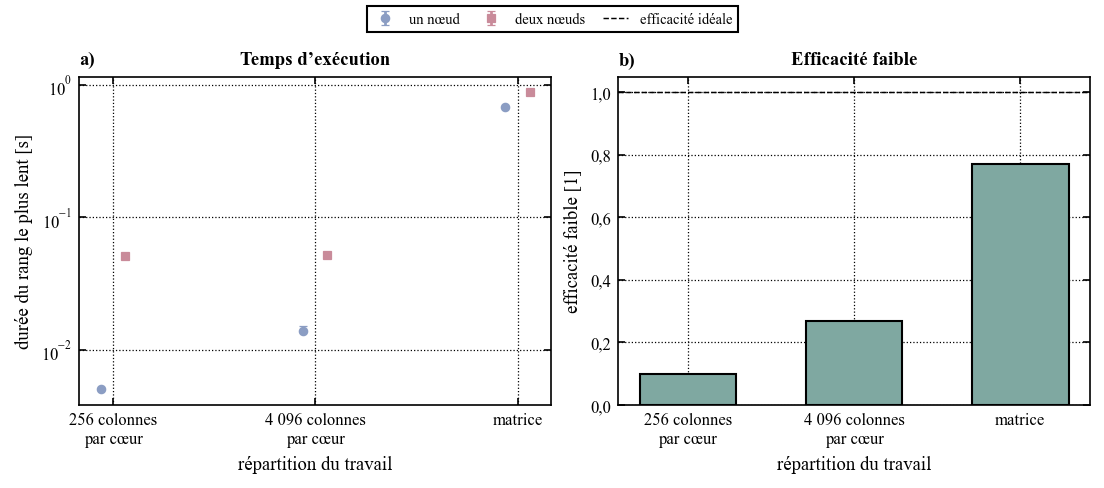 un nœud deux nœuds efficacité idéale
a) Temps d’exécution
durée du rang le plus lent [s]
10⁰
10⁻¹
10⁻²
256 colonnes
par cœur
4 096 colonnes
par cœur
matrice
répartition du travail
b) Efficacité faible
efficacité faible [1]
1,0
0,8
0,6
0,4
0,2
0,0
256 colonnes
par cœur
4 096 colonnes
par cœur
matrice
répartition du travail